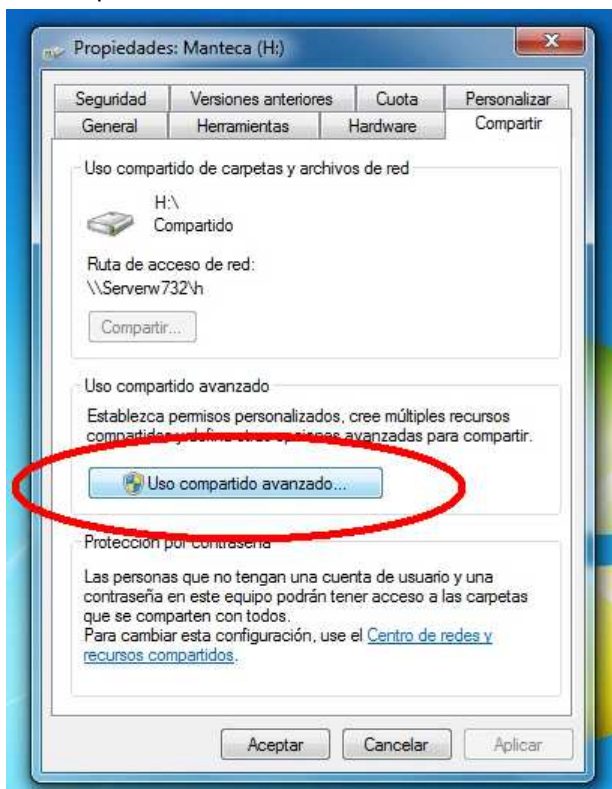 Propiedades: Manteca (H:)
Seguridad Versiones anteriores Cuota Personalizar
General Herramientas Hardware Compartir
Uso compartido de carpetas y archivos de red
H:\
Compartido
Ruta de acceso de red:
\\Serverw732\h
Compartir...
Uso compartido avanzado
Establezca permisos personalizados, cree múltiples recursos
compartidos y defina otras opciones avanzadas para compartir.
Uso compartido avanzado...
Protección por contraseña
Las personas que no tengan una cuenta de usuario y una
contraseña en este equipo podrán tener acceso a las carpetas
que se comparten con todos.
Para cambiar esta configuración, use el Centro de redes y
recursos compartidos.
Aceptar Cancelar Aplicar